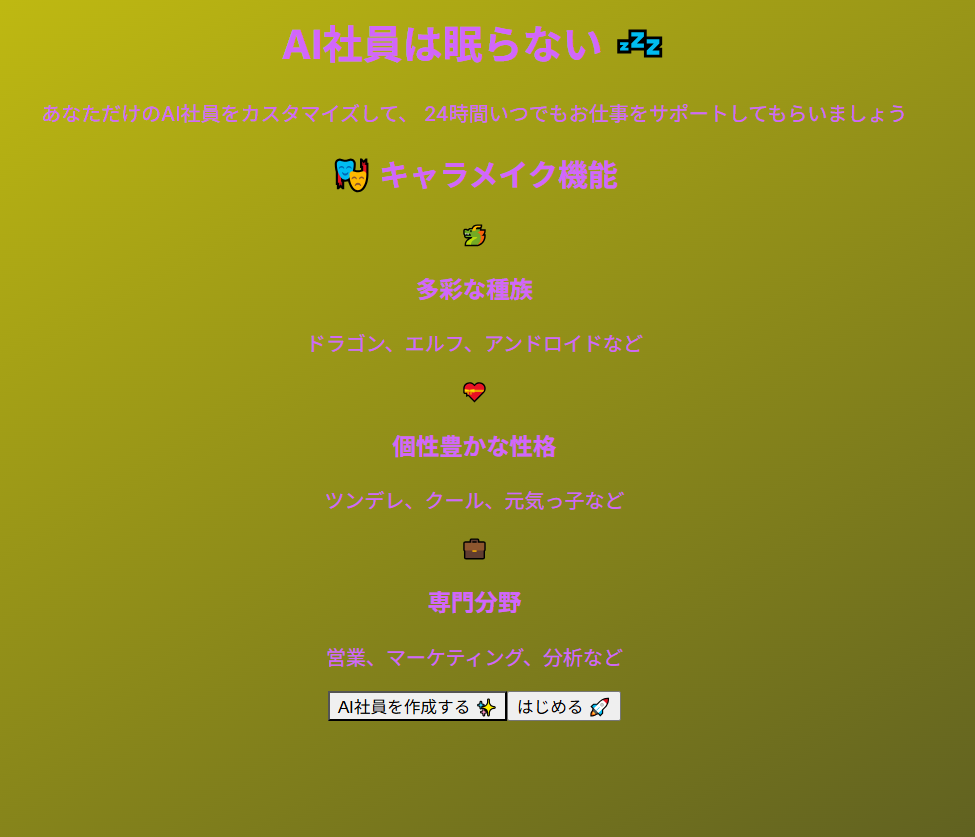 AI社員は眠らない 💤
あなただけのAI社員をカスタマイズして、 24時間いつでもお仕事をサポートしてもらいましょう
🎭 キャラメイク機能
🐲
多彩な種族
ドラゴン、エルフ、アンドロイドなど
💝
個性豊かな性格
ツンデレ、クール、元気っ子など
💼
専門分野
営業、マーケティング、分析など
AI社員を作成する ✨ はじめる 🚀